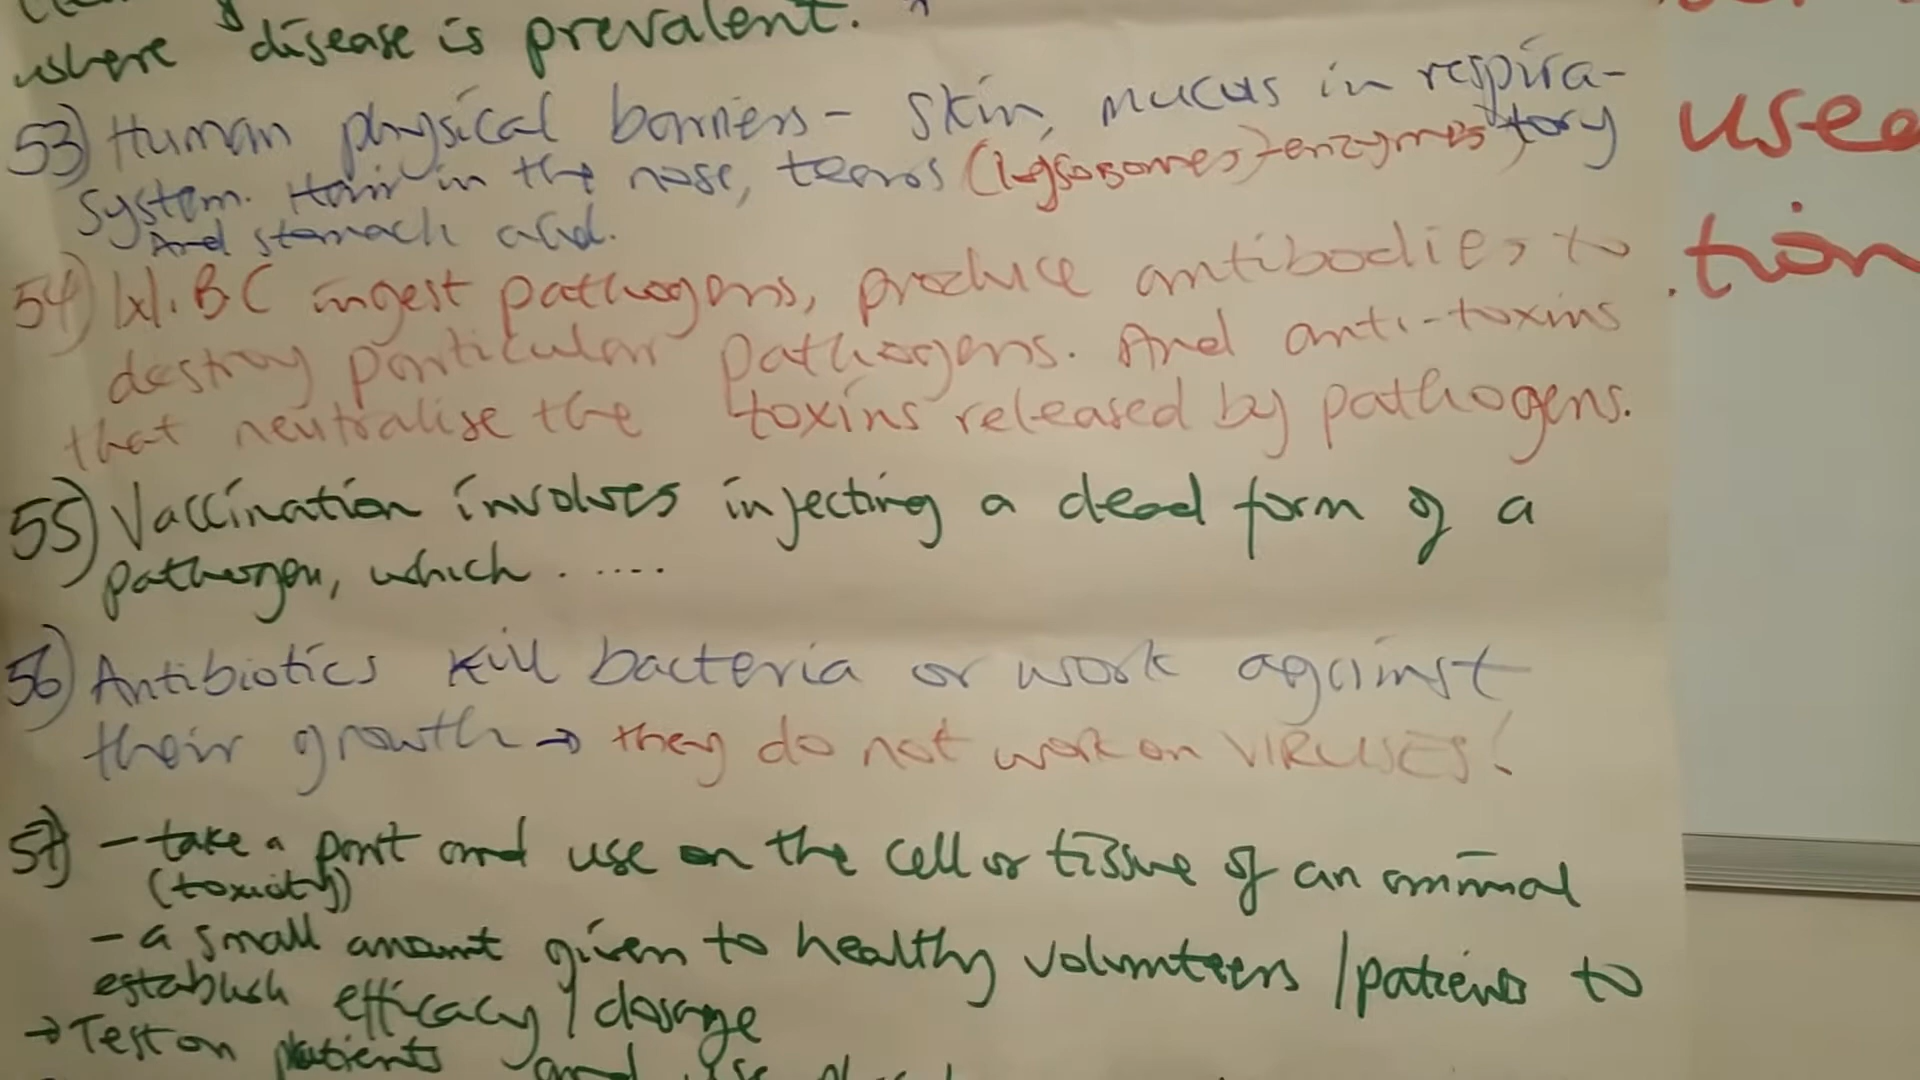 where disease is prevalent.
53) Human physical barriers - Skin, mucus in respira-
tory
system. Hair in the nose, tears (lysosomes)-enzymes
And stomach acid.
54) W.BC ingest pathogens, produce antibodies to
destroy particular pathogens. And anti-toxins
that neutralise the toxins released by pathogens.
55) Vaccination involves injecting a dead form of a
pathogen, which . .....
56) Antibiotics kill bacteria or work against
their growth → they do not work on VIRUSES!
57) - take a part and use on the cell or tissue of an animal
(toxicity)
- a small amount given to healthy volunteers / patients to
establish efficacy / dosage
→ Test on patients and use
use
tion